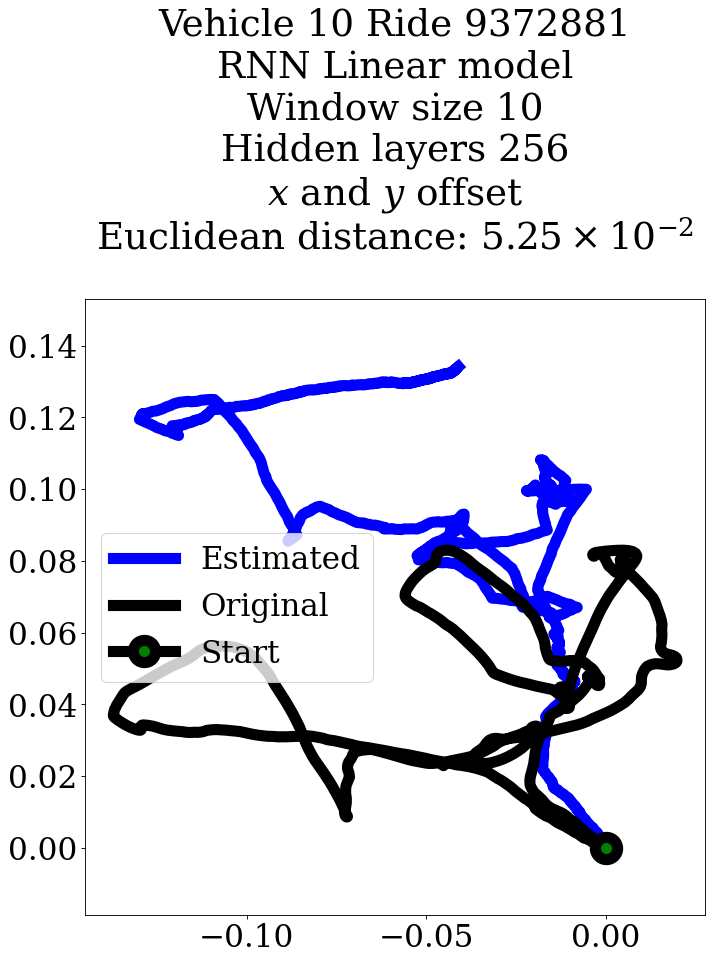 Vehicle 10 Ride 9372881
RNN Linear model
Window size 10
Hidden layers 256
x and y offset
Euclidean distance: 5.25 × 10⁻²
0.14
0.12
0.10
0.08
0.06
0.04
0.02
0.00
Estimated
Original
Start
−0.10
−0.05
0.00